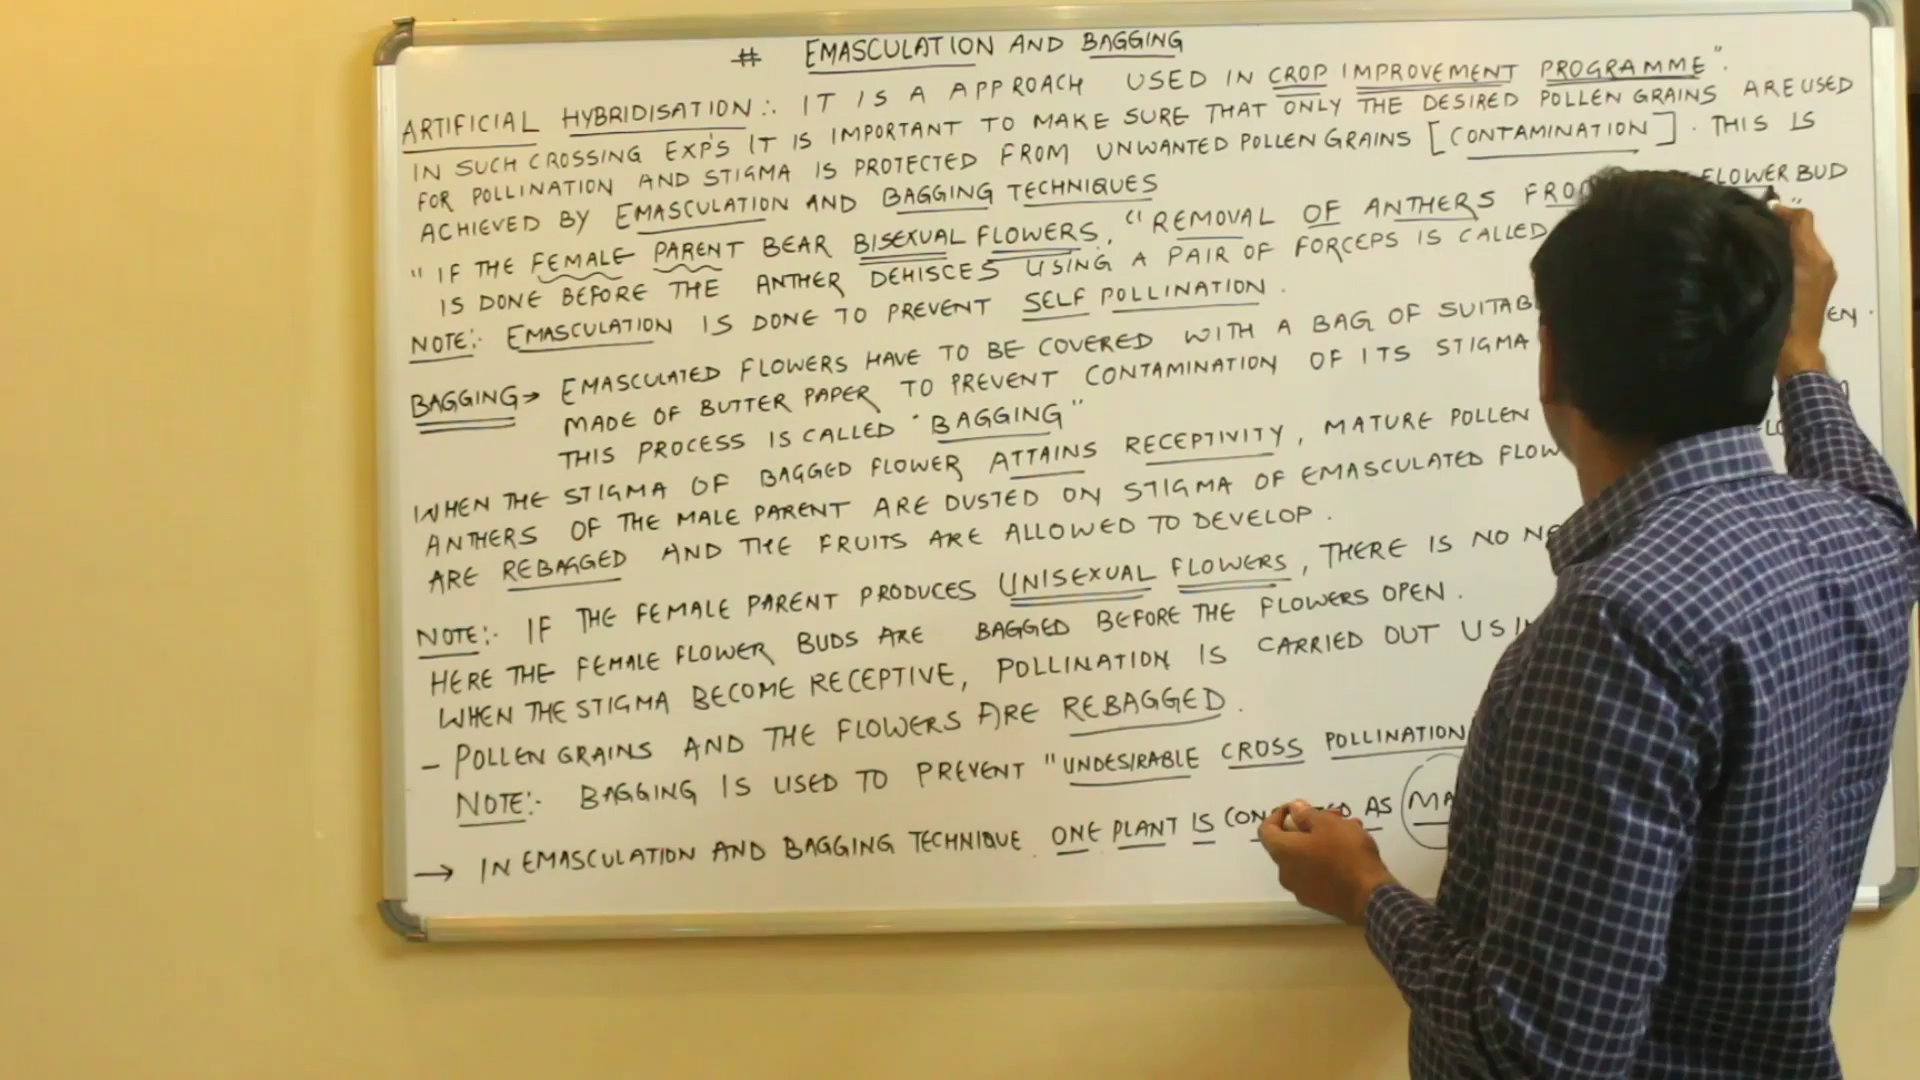 # EMASCULATION AND BAGGING
ARTIFICIAL HYBRIDISATION :. IT IS A APPROACH USED IN CROP IMPROVEMENT PROGRAMME".
IN SUCH CROSSING EXP'S IT IS IMPORTANT TO MAKE SURE THAT ONLY THE DESIRED POLLEN GRAINS ARE USED
FOR POLLINATION AND STIGMA IS PROTECTED FROM UNWANTED POLLEN GRAINS [CONTAMINATION]. THIS IS
ACHIEVED BY EMASCULATION AND BAGGING TECHNIQUES
"IF THE FEMALE PARENT BEAR BISEXUAL FLOWERS, "REMOVAL OF ANTHERS FROM FLOWER BUD
IS DONE BEFORE THE ANTHER DEHISCES USING A PAIR OF FORCEPS IS CALLED "
NOTE:- EMASCULATION IS DONE TO PREVENT SELF POLLINATION.
BAGGING → EMASCULATED FLOWERS HAVE TO BE COVERED WITH A BAG OF
MADE OF BUTTER PAPER TO PREVENT CONTAMINATION OF ITS STIGMA
THIS PROCESS IS CALLED "BAGGING"
WHEN THE STIGMA OF BAGGED FLOWER ATTAINS RECEPTIVITY, MATURE POLLEN
ANTHERS OF THE MALE PARENT ARE DUSTED ON STIGMA OF EMASCULATED
ARE REBAGGED AND THE FRUITS ARE ALLOWED TO DEVELOP.
NOTE:- IF THE FEMALE PARENT PRODUCES UNISEXUAL FLOWERS, THERE IS NO
HERE THE FEMALE FLOWER BUDS ARE BAGGED BEFORE THE FLOWERS OPEN.
WHEN THE STIGMA BECOME RECEPTIVE, POLLINATION IS CARRIED OUT
- POLLEN GRAINS AND THE FLOWERS ARE REBAGGED.
NOTE:- BAGGING IS USED TO PREVENT "UNDESIRABLE CROSS POLLINATION
→ IN EMASCULATION AND BAGGING TECHNIQUE ONE PLANT IS AS